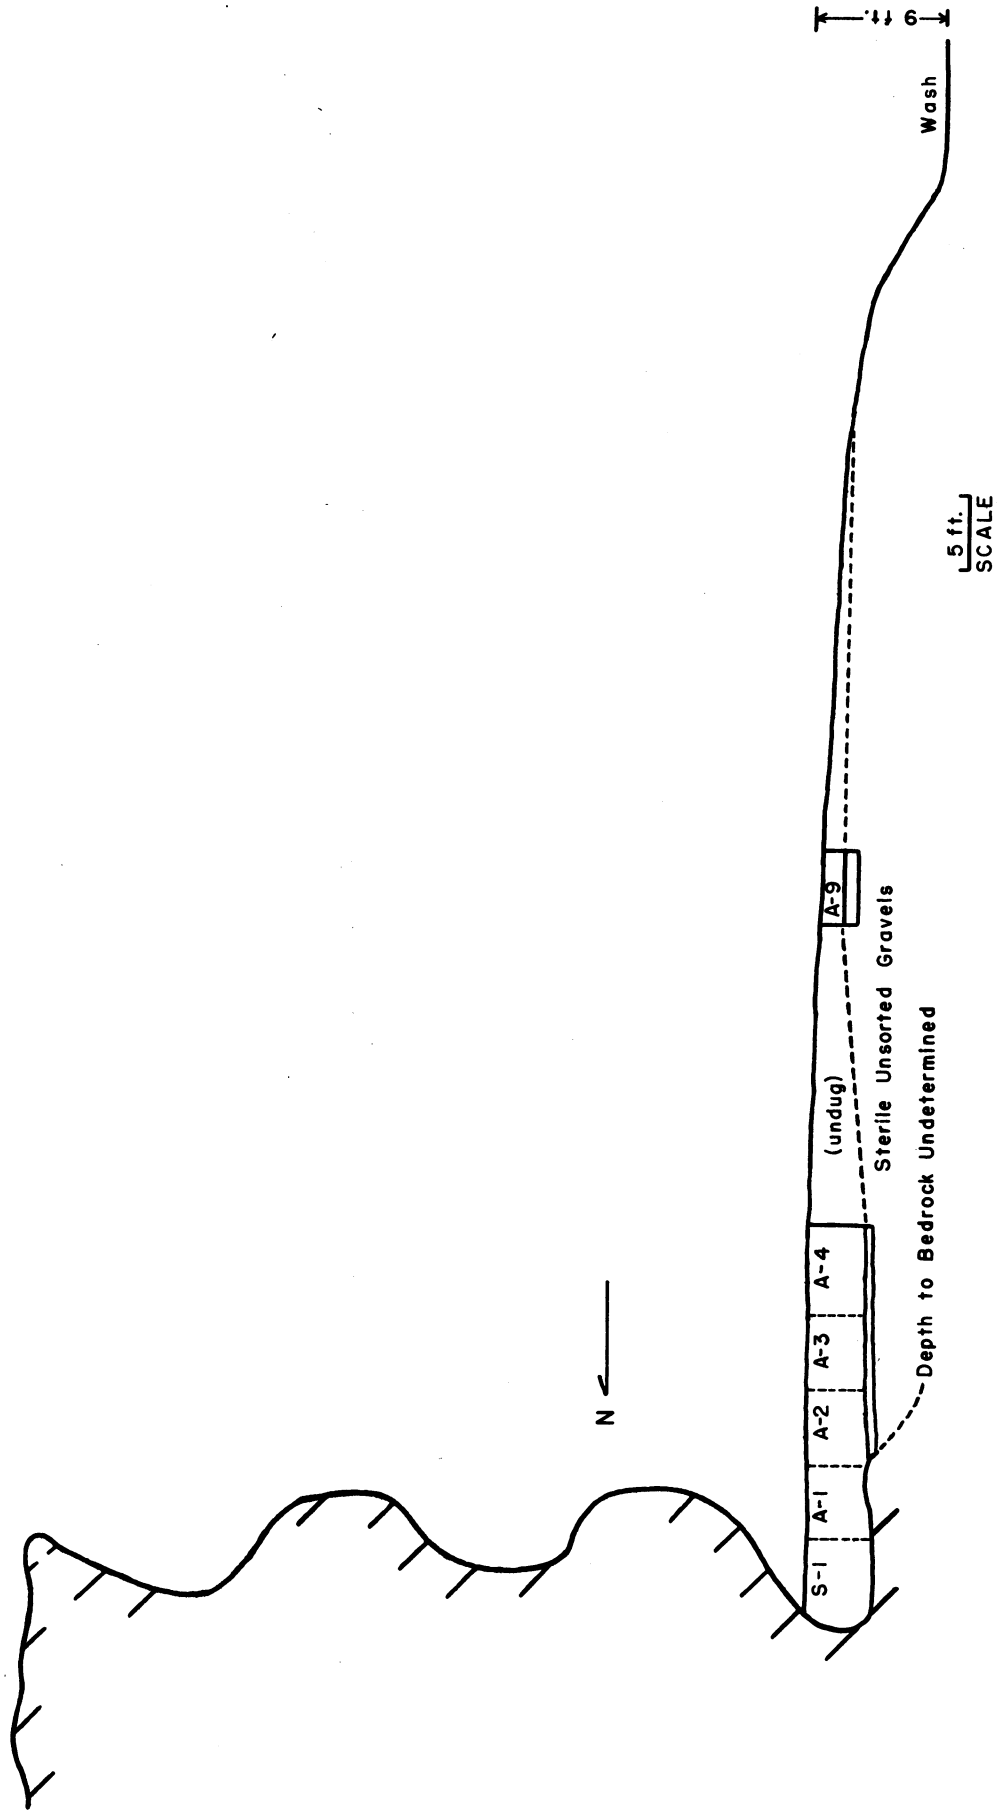 S-1
A-1
A-2
A-3
A-4
(undug)
A-9
Wash
9 ft.
Sterile Unsorted Gravels
Depth to Bedrock Undetermined
N
5 ft.
SCALE